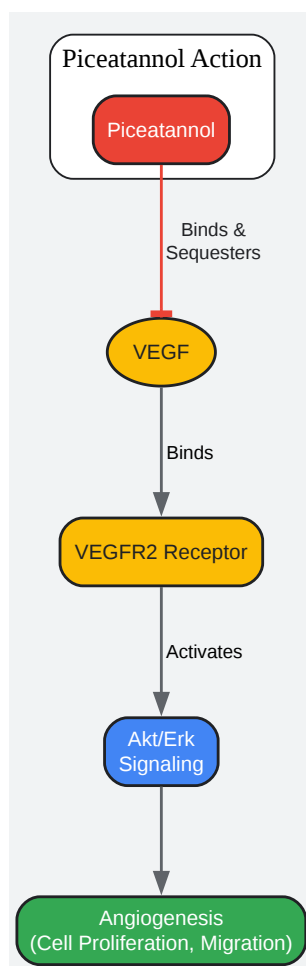 Piceatannol Action
Piceatannol
Binds &
Sequesters
VEGF
Binds
VEGFR2 Receptor
Activates
Akt/Erk
Signaling
Angiogenesis
(Cell Proliferation, Migration)